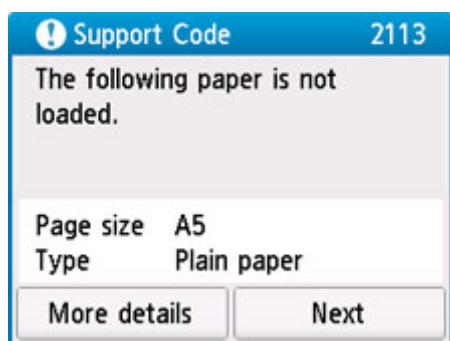 Support Code 2113
The following paper is not
loaded.
Page size A5
Type Plain paper
More details Next